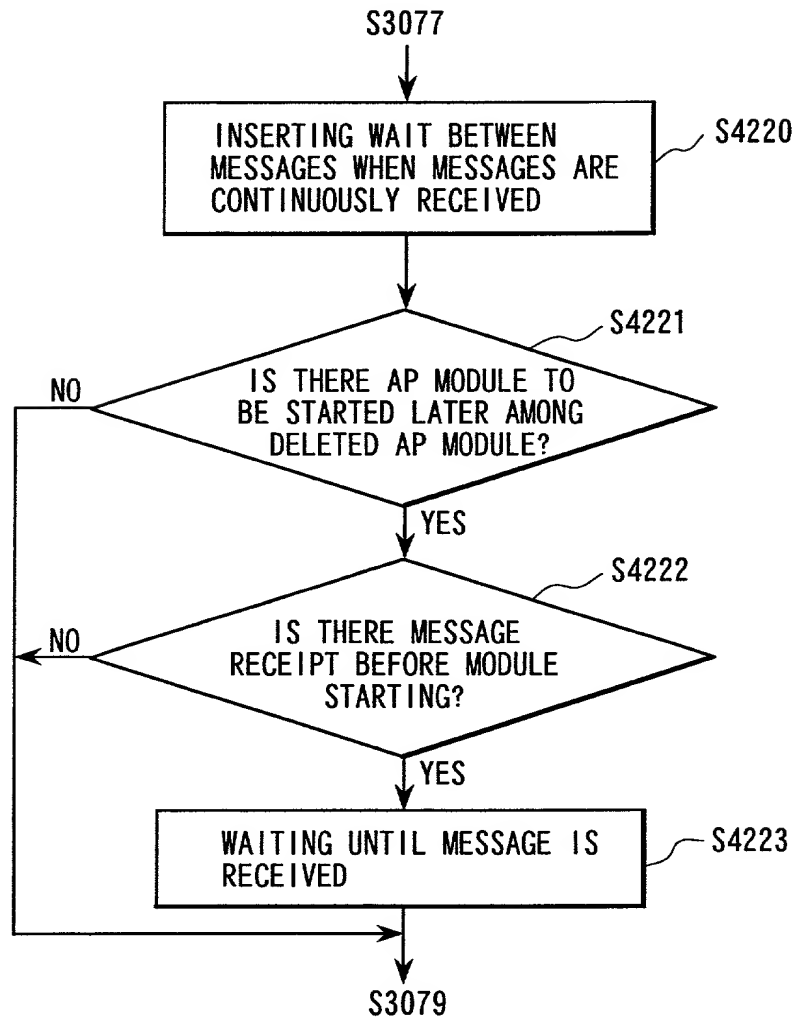 S3077
INSERTING WAIT BETWEEN
MESSAGES WHEN MESSAGES ARE
CONTINUOUSLY RECEIVED
S4220
S4221
IS THERE AP MODULE TO
BE STARTED LATER AMONG
DELETED AP MODULE?
NO
YES
S4222
IS THERE MESSAGE
RECEIPT BEFORE MODULE
STARTING?
NO
YES
WAITING UNTIL MESSAGE IS
RECEIVED
S4223
S3079